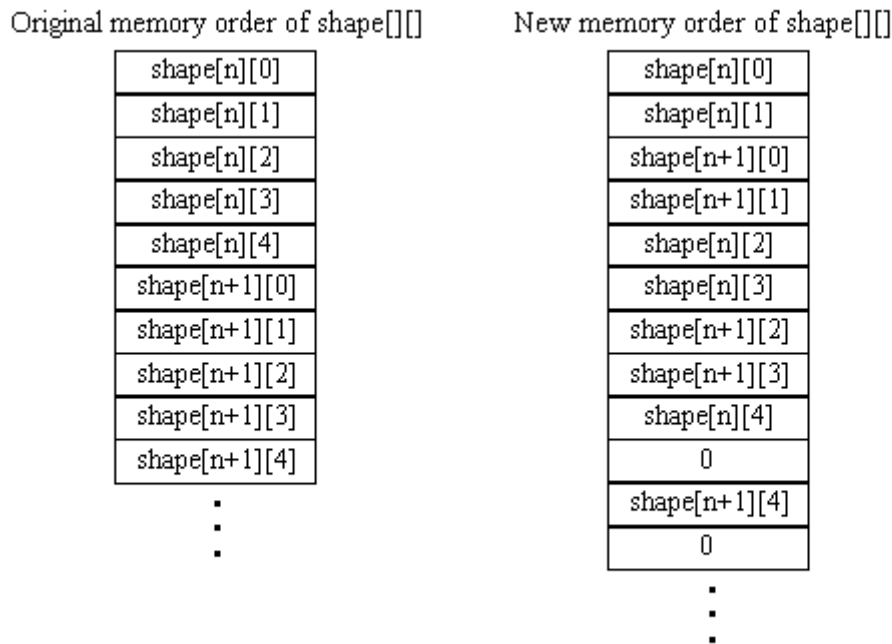 Original memory order of shape[][]
shape[n][0]
shape[n][1]
shape[n][2]
shape[n][3]
shape[n][4]
shape[n+1][0]
shape[n+1][1]
shape[n+1][2]
shape[n+1][3]
shape[n+1][4]
New memory order of shape[][]
shape[n][0]
shape[n][1]
shape[n+1][0]
shape[n+1][1]
shape[n][2]
shape[n][3]
shape[n+1][2]
shape[n+1][3]
shape[n][4]
0
shape[n+1][4]
0